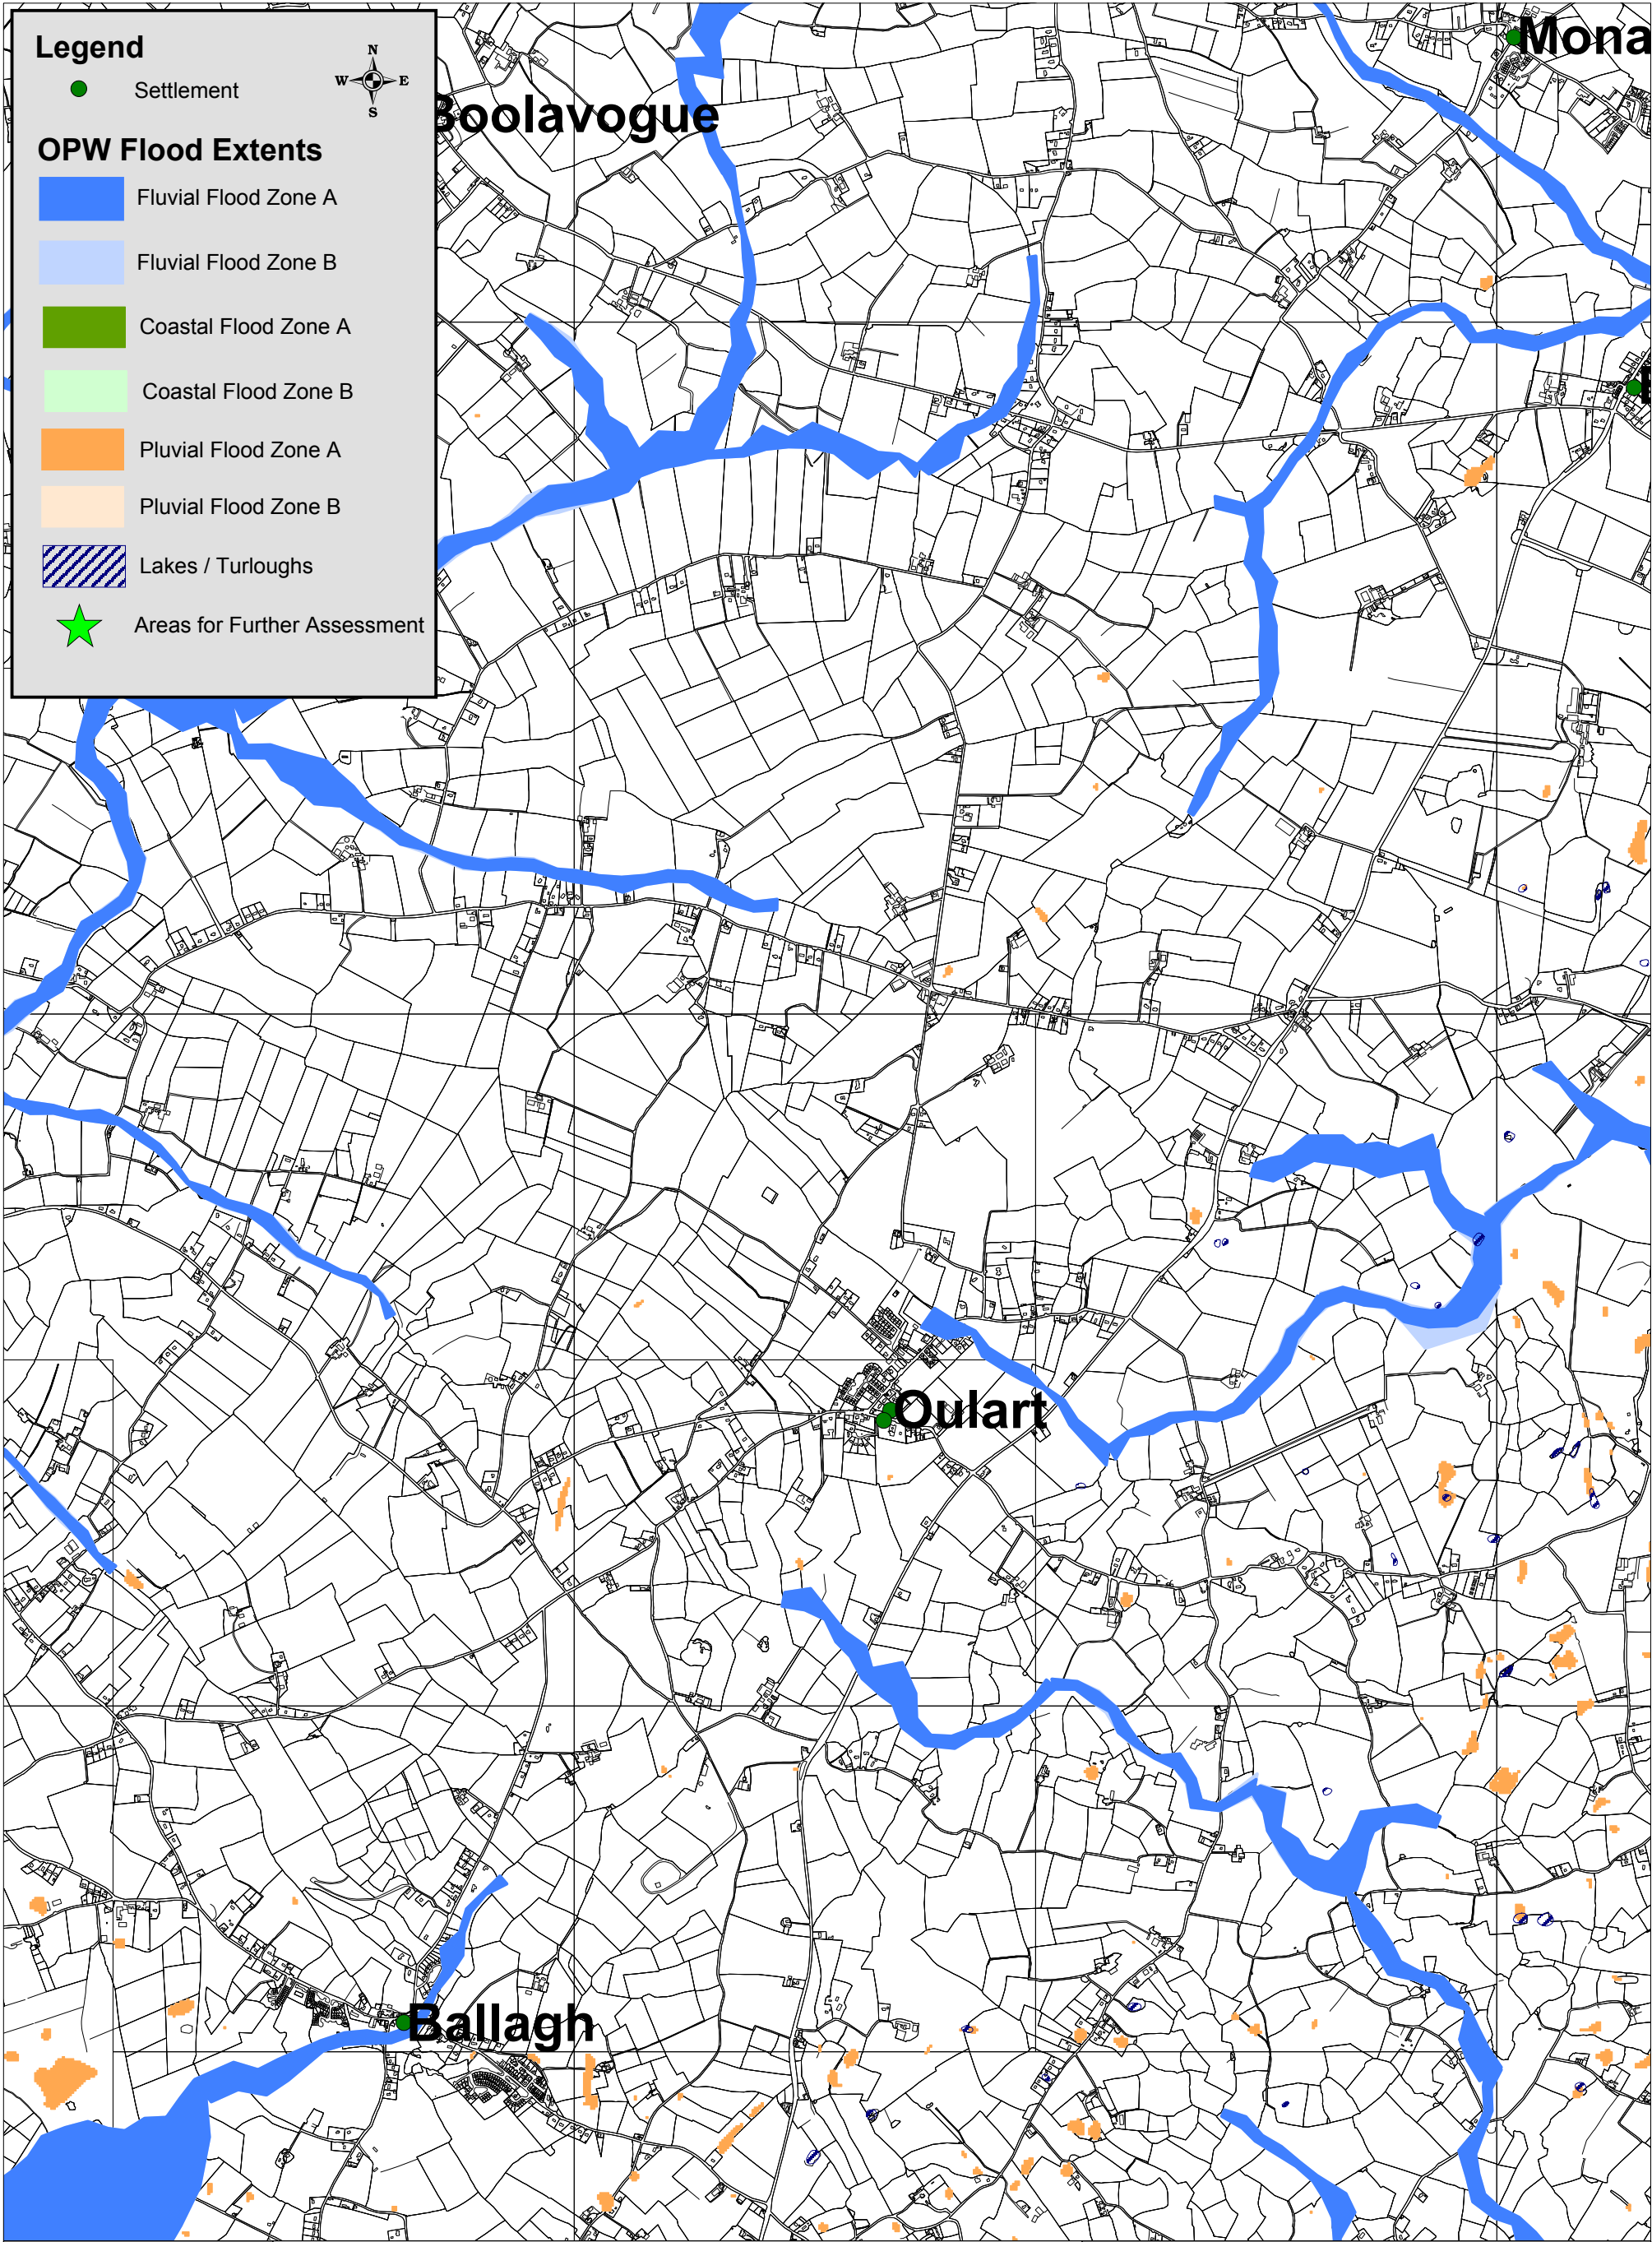 Legend
N
W E
S
Settlement
OPW Flood Extents
Fluvial Flood Zone A
Fluvial Flood Zone B
Coastal Flood Zone A
Coastal Flood Zone B
Pluvial Flood Zone A
Pluvial Flood Zone B
Lakes / Turloughs
Areas for Further Assessment
Mona
Boolavogue
Oulart
Ballagh